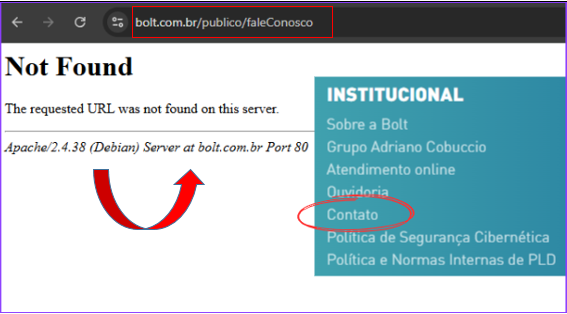 bolt.com.br/publico/faleConosco
Not Found
The requested URL was not found on this server.
Apache/2.4.38 (Debian) Server at bolt.com.br Port 80
INSTITUCIONAL
Sobre a Bolt
Grupo Adriano Cobuccio
Atendimento online
Ouvidoria
Contato
Política de Segurança Cibernética
Política e Normas Internas de PLD